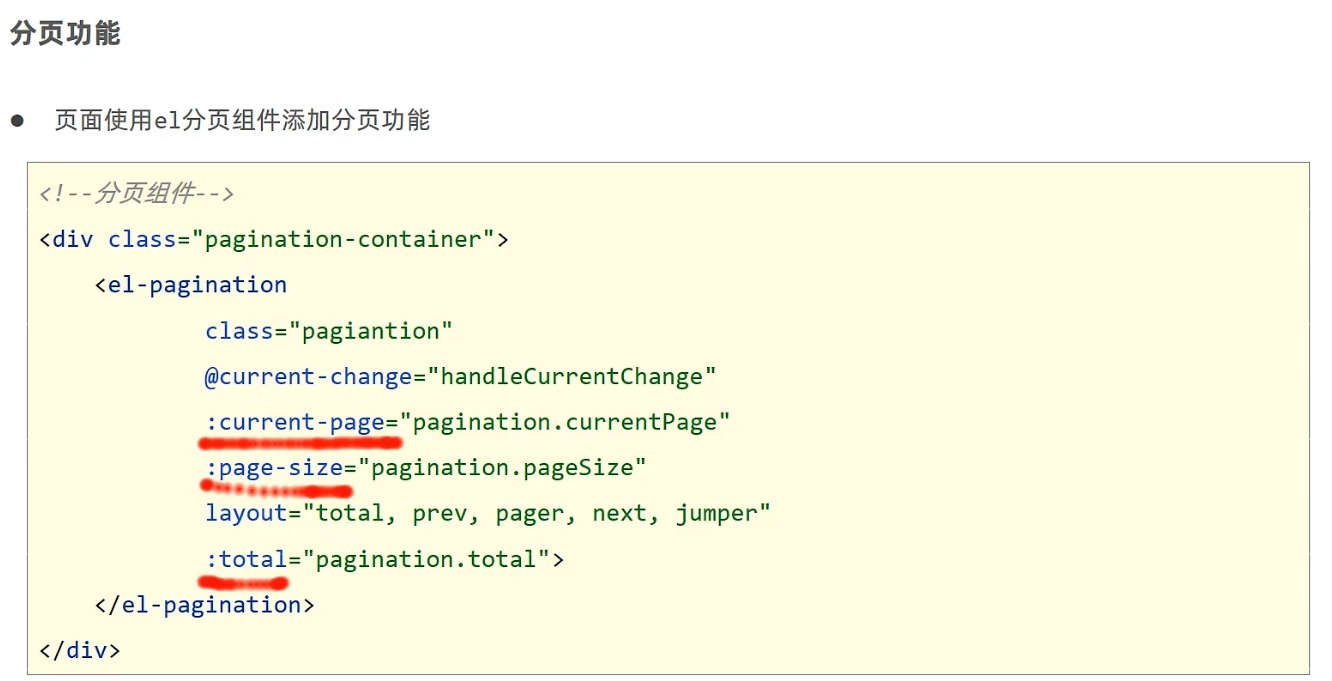 分页功能
● 页面使用el分页组件添加分页功能
<!--分页组件-->
<div class="pagination-container">
<el-pagination
class="pagiantion"
@current-change="handleCurrentChange"
:current-page="pagination.currentPage"
:page-size="pagination.pageSize"
layout="total, prev, pager, next, jumper"
:total="pagination.total">
</el-pagination>
</div>